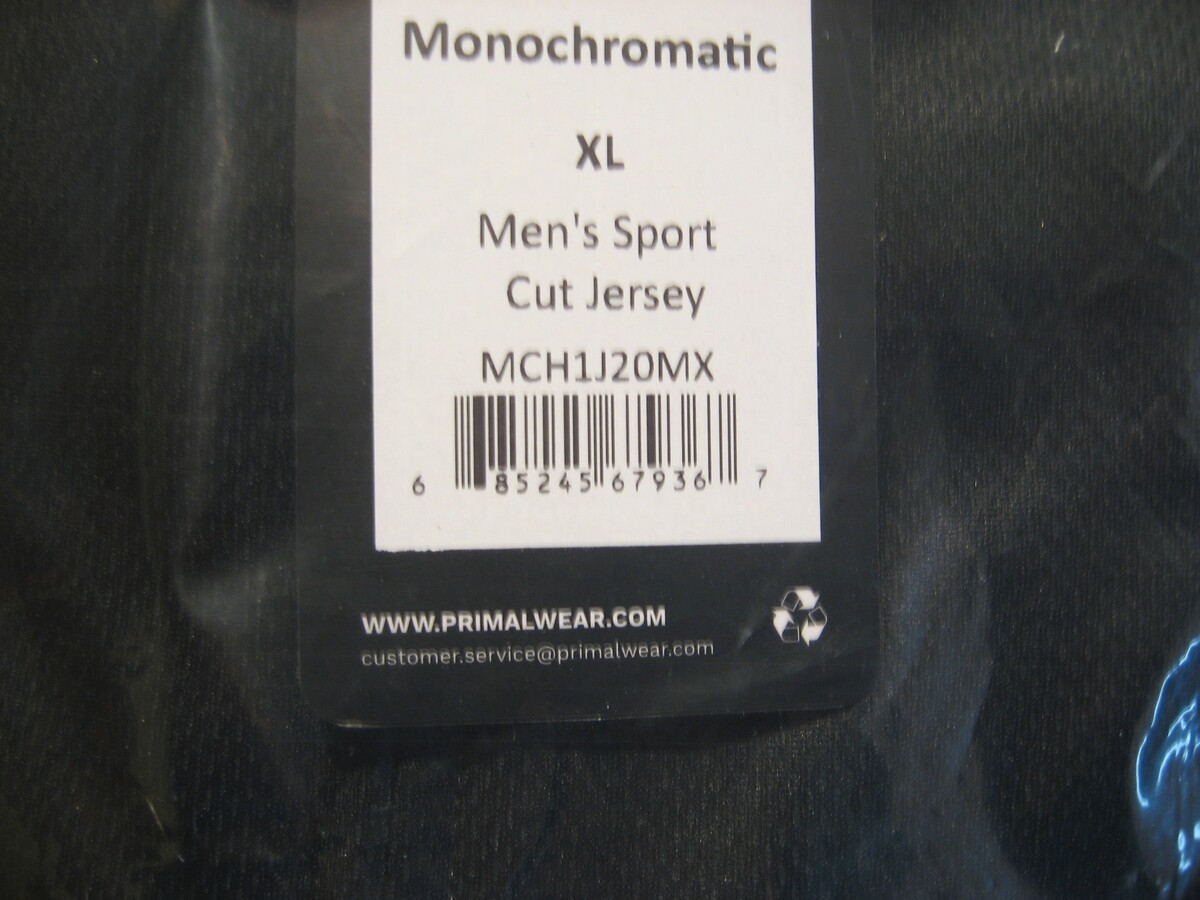 Monochromatic
XL
Men's Sport
Cut Jersey
MCH1J20MX
6 85245 67936 7
WWW.PRIMALWEAR.COM
customer.service@primalwear.com